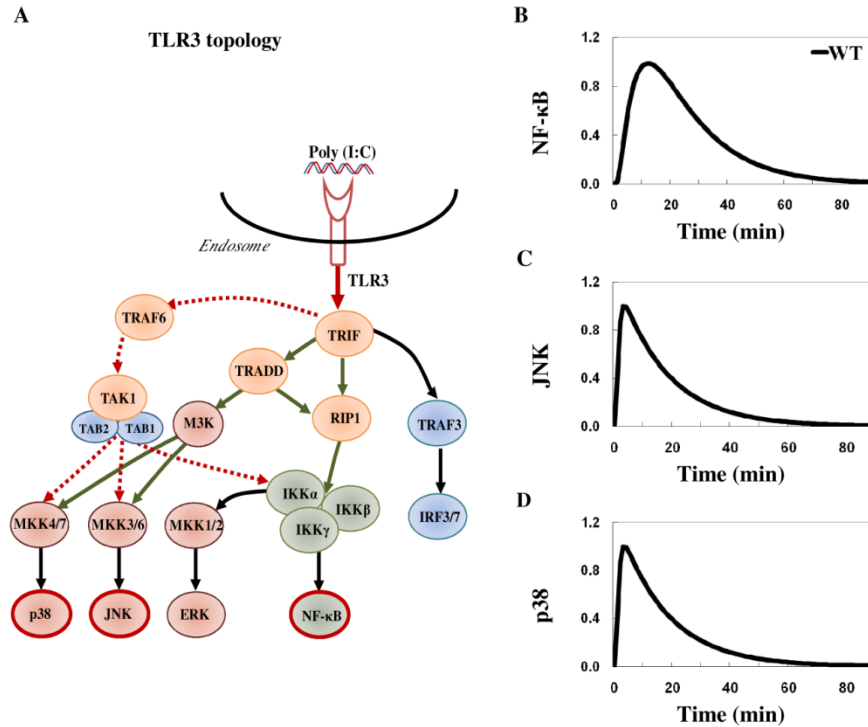 A
TLR3 topology
Poly (I:C)
Endosome
TLR3
TRAF6
TRIF
TRADD
TAK1
TAB2
TAB1
M3K
RIP1
TRAF3
IKKα
IKKβ
IKKγ
MKK4/7
MKK3/6
MKK1/2
IRF3/7
p38
JNK
ERK
NF-κB
B
1.2
WT
NF-κB
0.8
0.4
0.0
0 20 40 60 80
Time (min)
C
1.2
JNK
0.8
0.4
0.0
0 20 40 60 80
Time (min)
D
1.2
p38
0.8
0.4
0.0
0 20 40 60 80
Time (min)